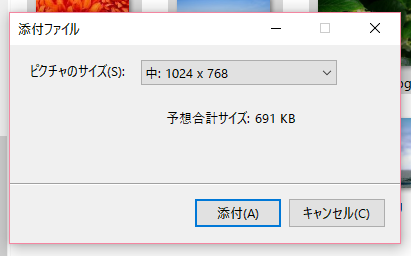 添付ファイル
ピクチャのサイズ(S):
中: 1024 x 768
予想合計サイズ: 691 KB
添付(A)
キャンセル(C)